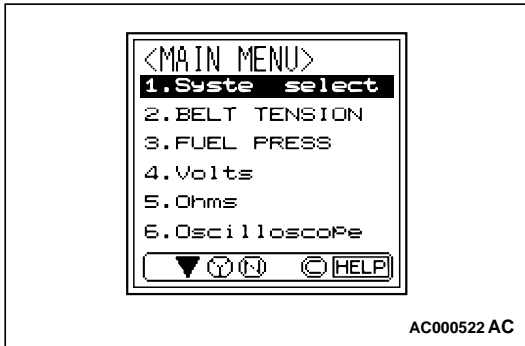 <MAIN MENU>
1.Syste select
2.BELT TENSION
3.FUEL PRESS
4.Volts
5.Ohms
6.Oscilloscope
▼ Y N C HELP
AC000522 AC